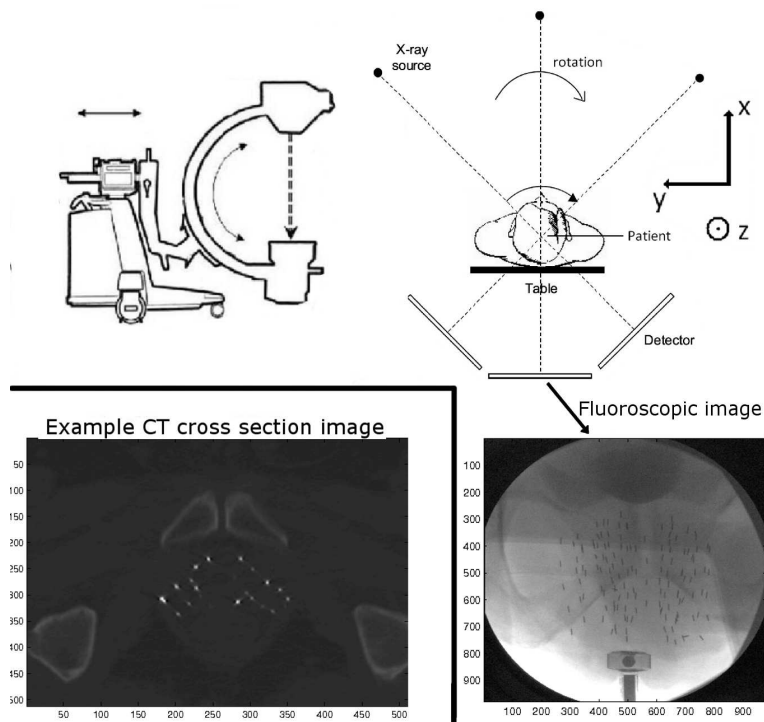 X-ray
source
rotation
x
y
z
Patient
Table
Detector
Example CT cross section image
Fluoroscopic image
50
100
150
200
250
300
350
400
450
500
50 100 150 200 250 300 350 400 450 500
100
200
300
400
500
600
700
800
900
100 200 300 400 500 600 700 800 900